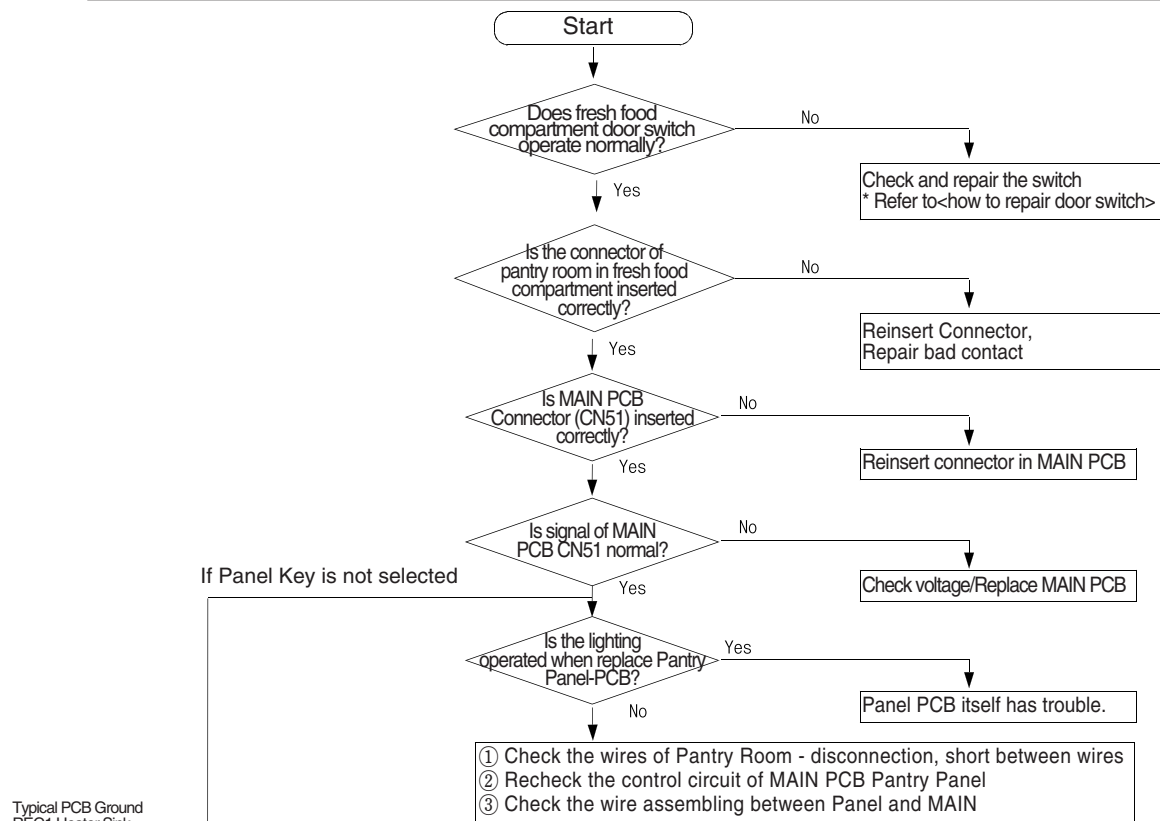 Start
Does fresh food
compartment door switch
operate normally?
No
Check and repair the switch
* Refer to<how to repair door switch>
Yes
Is the connector of
pantry room in fresh food
compartment inserted
correctly?
No
Reinsert Connector,
Repair bad contact
Yes
Is MAIN PCB
Connector (CN51) inserted
correctly?
No
Reinsert connector in MAIN PCB
Yes
Is signal of MAIN
PCB CN51 normal?
No
Check voltage/Replace MAIN PCB
If Panel Key is not selected
Yes
Is the lighting
operated when replace Pantry
Panel-PCB?
Yes
Panel PCB itself has trouble.
No
① Check the wires of Pantry Room - disconnection, short between wires
② Recheck the control circuit of MAIN PCB Pantry Panel
③ Check the wire assembling between Panel and MAIN
Typical PCB Ground